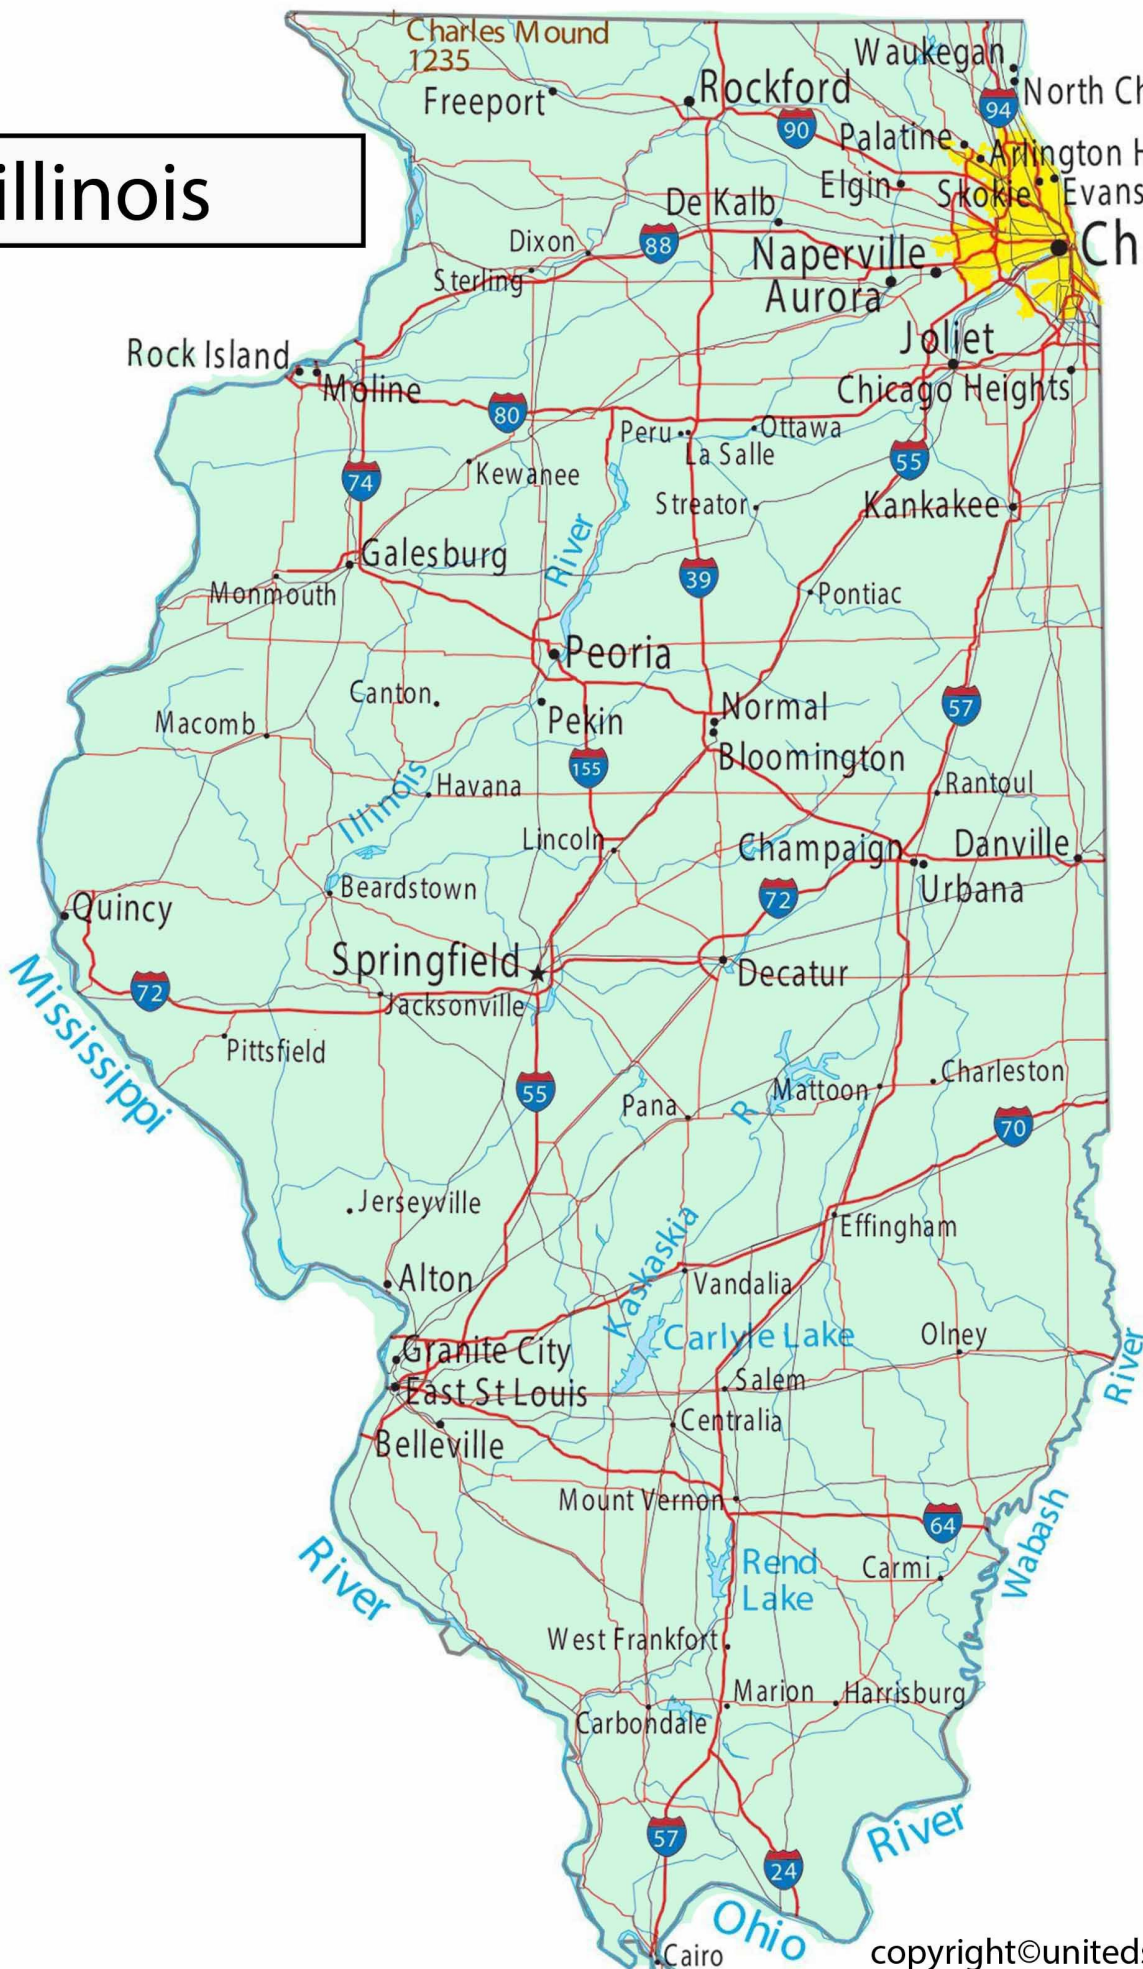 illinois
Charles Mound
1235
Waukegan
Rockford
Freeport
North Ch
94
90
Palatine
Arlington H
Elgin
Skokie
Evans
De Kalb
Dixon
88
Naperville
Ch
Sterling
Aurora
Joliet
Rock Island
Moline
Chicago Heights
80
Peru
Ottawa
La Salle
55
74
Kewanee
Streator
Kankakee
River
Galesburg
39
Monmouth
Pontiac
Peoria
Canton
Normal
57
Macomb
Pekin
Bloomington
155
Illinois
Havana
Rantoul
Lincoln
Champaign
Danville
Beardstown
72
Urbana
Quincy
Springfield
Decatur
72
Jacksonville
Mississippi
Pittsfield
55
Mattoon
Charleston
Pana
R
70
Jerseyville
Kaskaskia
Effingham
Alton
Vandalia
Granite City
Carlyle Lake
Olney
River
East St Louis
Salem
Centralia
Belleville
Mount Vernon
64
Wabash
River
Rend
Lake
Carmi
West Frankfort
Marion
Harrisburg
Carbondale
57
River
24
Ohio
Cairo
copyright©uniteds